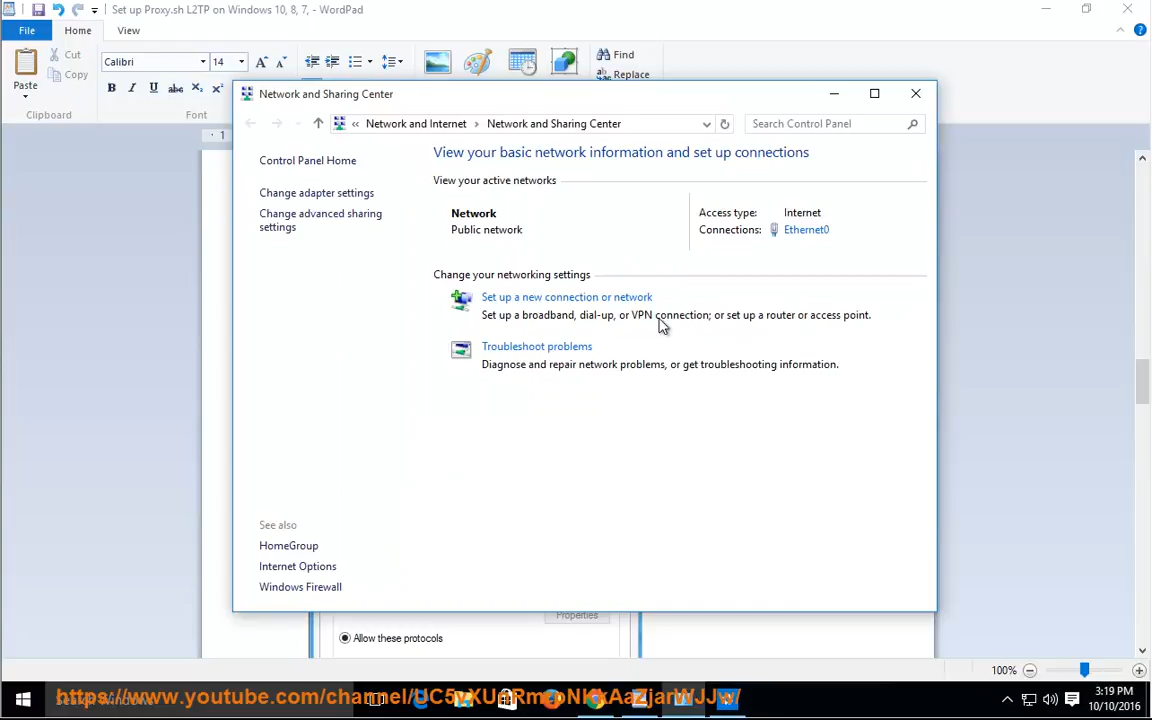 Set up Proxy.sh L2TP on Windows 10, 8, 7, - WordPad
File Home View
Calibri 14
Cut
Copy
Paste
Find
Replace
Clipboard Font
Network and Sharing Center
« Network and Internet › Network and Sharing Center
Search Control Panel
Control Panel Home
Change adapter settings
Change advanced sharing settings
View your basic network information and set up connections
View your active networks
Network
Public network
Access type: Internet
Connections: Ethernet0
Change your networking settings
Set up a new connection or network
Set up a broadband, dial-up, or VPN connection; or set up a router or access point.
Troubleshoot problems
Diagnose and repair network problems, or get troubleshooting information.
See also
HomeGroup
Internet Options
Windows Firewall
Properties
Allow these protocols
100%
Search Windows
3:19 PM
10/10/2016